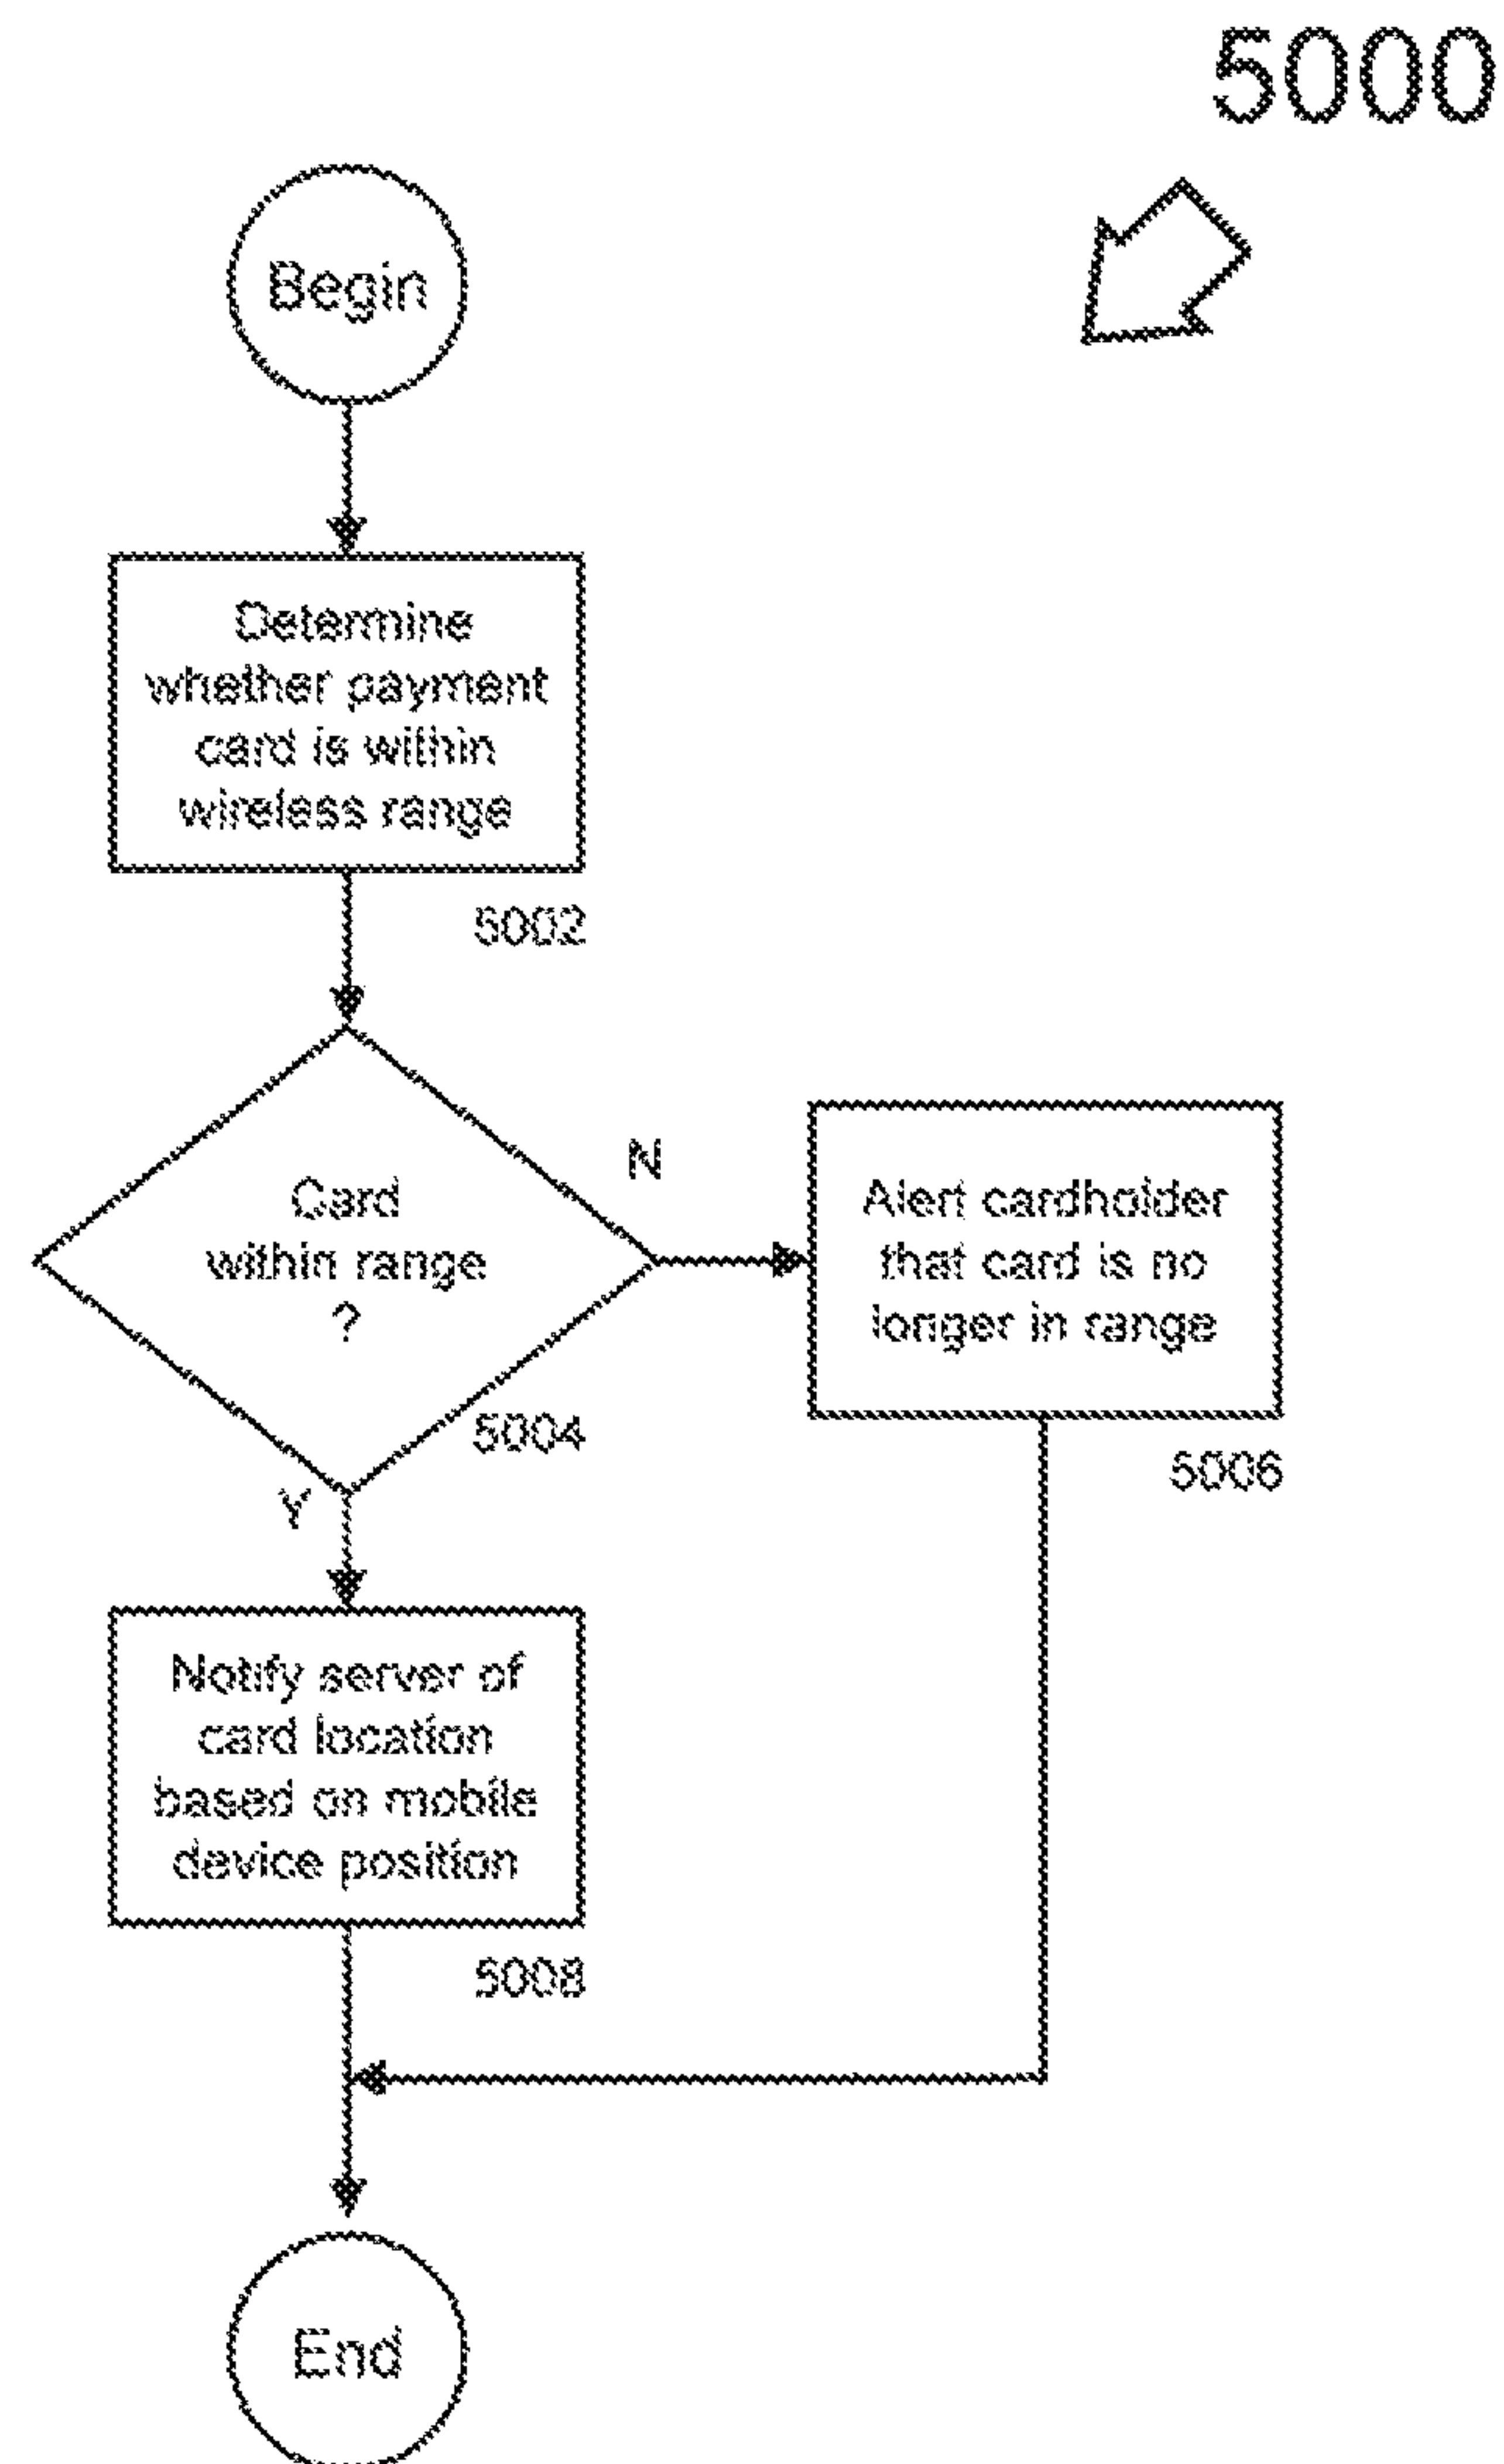 5000
Begin
Determine
whether payment
card is within
wireless range
5002
Card
within range
?
N
Alert cardholder
that card is no
longer in range
5004
5006
Y
Notify server of
card location
based on mobile
device position
5008
End